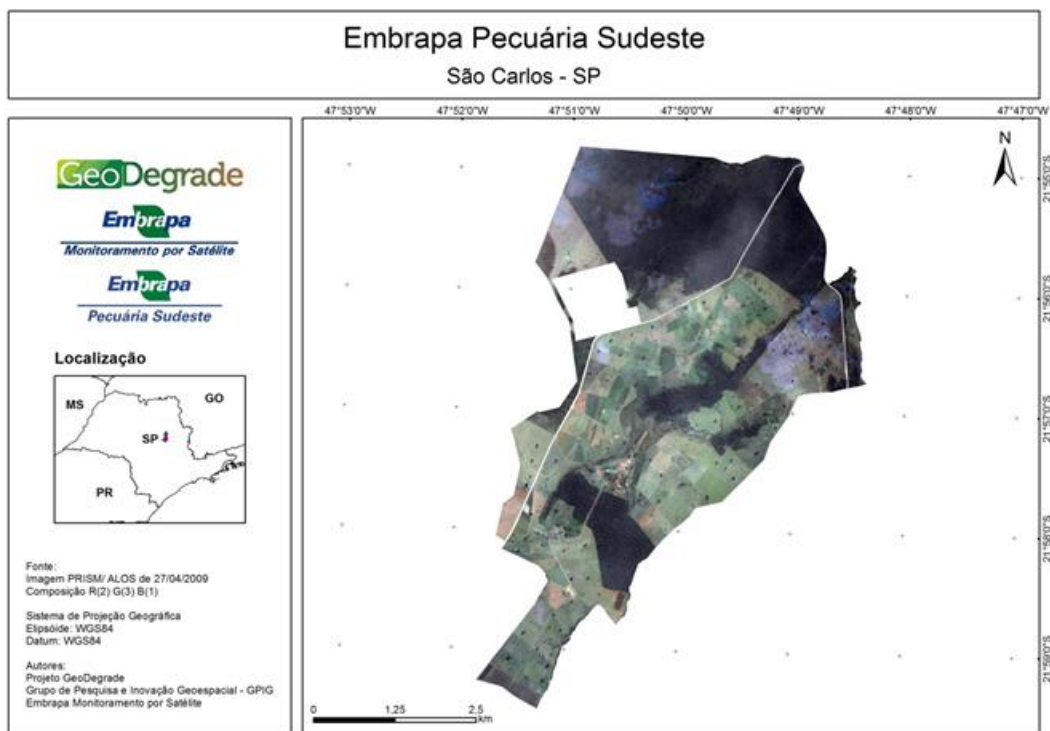 Embrapa Pecuária Sudeste
São Carlos - SP
47°53'0"W 47°52'0"W 47°51'0"W 47°50'0"W 47°49'0"W 47°48'0"W 47°47'0"W
GeoDegrade
Embrapa
Monitoramento por Satélite
Embrapa
Pecuária Sudeste
Localização
MS
GO
SP
PR
Fonte:
Imagem PRISM/ ALOS de 27/04/2009
Composição R(2) G(3) B(1)
Sistema de Projeção Geográfica
Elipsóide: WGS84
Datum: WGS84
Autores:
Projeto GeoDegrade
Grupo de Pesquisa e Inovação Geoespacial - GPIG
Embrapa Monitoramento por Satélite
N
21°55'0"S
21°56'0"S
21°57'0"S
21°58'0"S
21°59'0"S
0 1,25 2,5
km